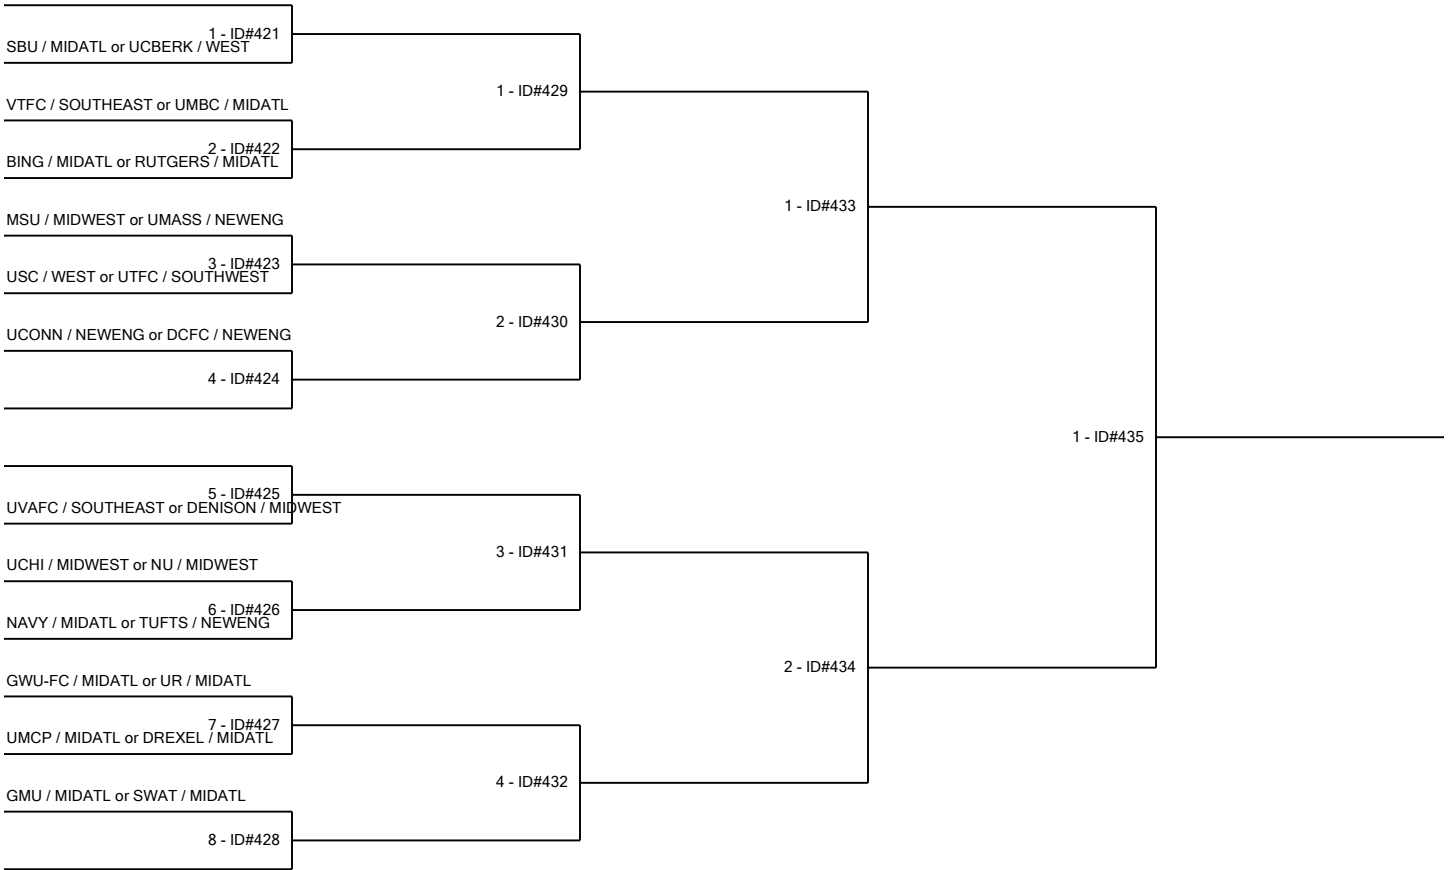 1 - ID#421
SBU / MIDATL or UCBERK / WEST
1 - ID#429
VTFC / SOUTHEAST or UMBC / MIDATL
2 - ID#422
BING / MIDATL or RUTGERS / MIDATL
1 - ID#433
MSU / MIDWEST or UMASS / NEWENG
3 - ID#423
USC / WEST or UTFC / SOUTHWEST
2 - ID#430
UCONN / NEWENG or DCFC / NEWENG
4 - ID#424
1 - ID#435
5 - ID#425
UVAFC / SOUTHEAST or DENISON / MIDWEST
3 - ID#431
UCHI / MIDWEST or NU / MIDWEST
6 - ID#426
NAVY / MIDATL or TUFTS / NEWENG
2 - ID#434
GWU-FC / MIDATL or UR / MIDATL
7 - ID#427
UMCP / MIDATL or DREXEL / MIDATL
4 - ID#432
GMU / MIDATL or SWAT / MIDATL
8 - ID#428